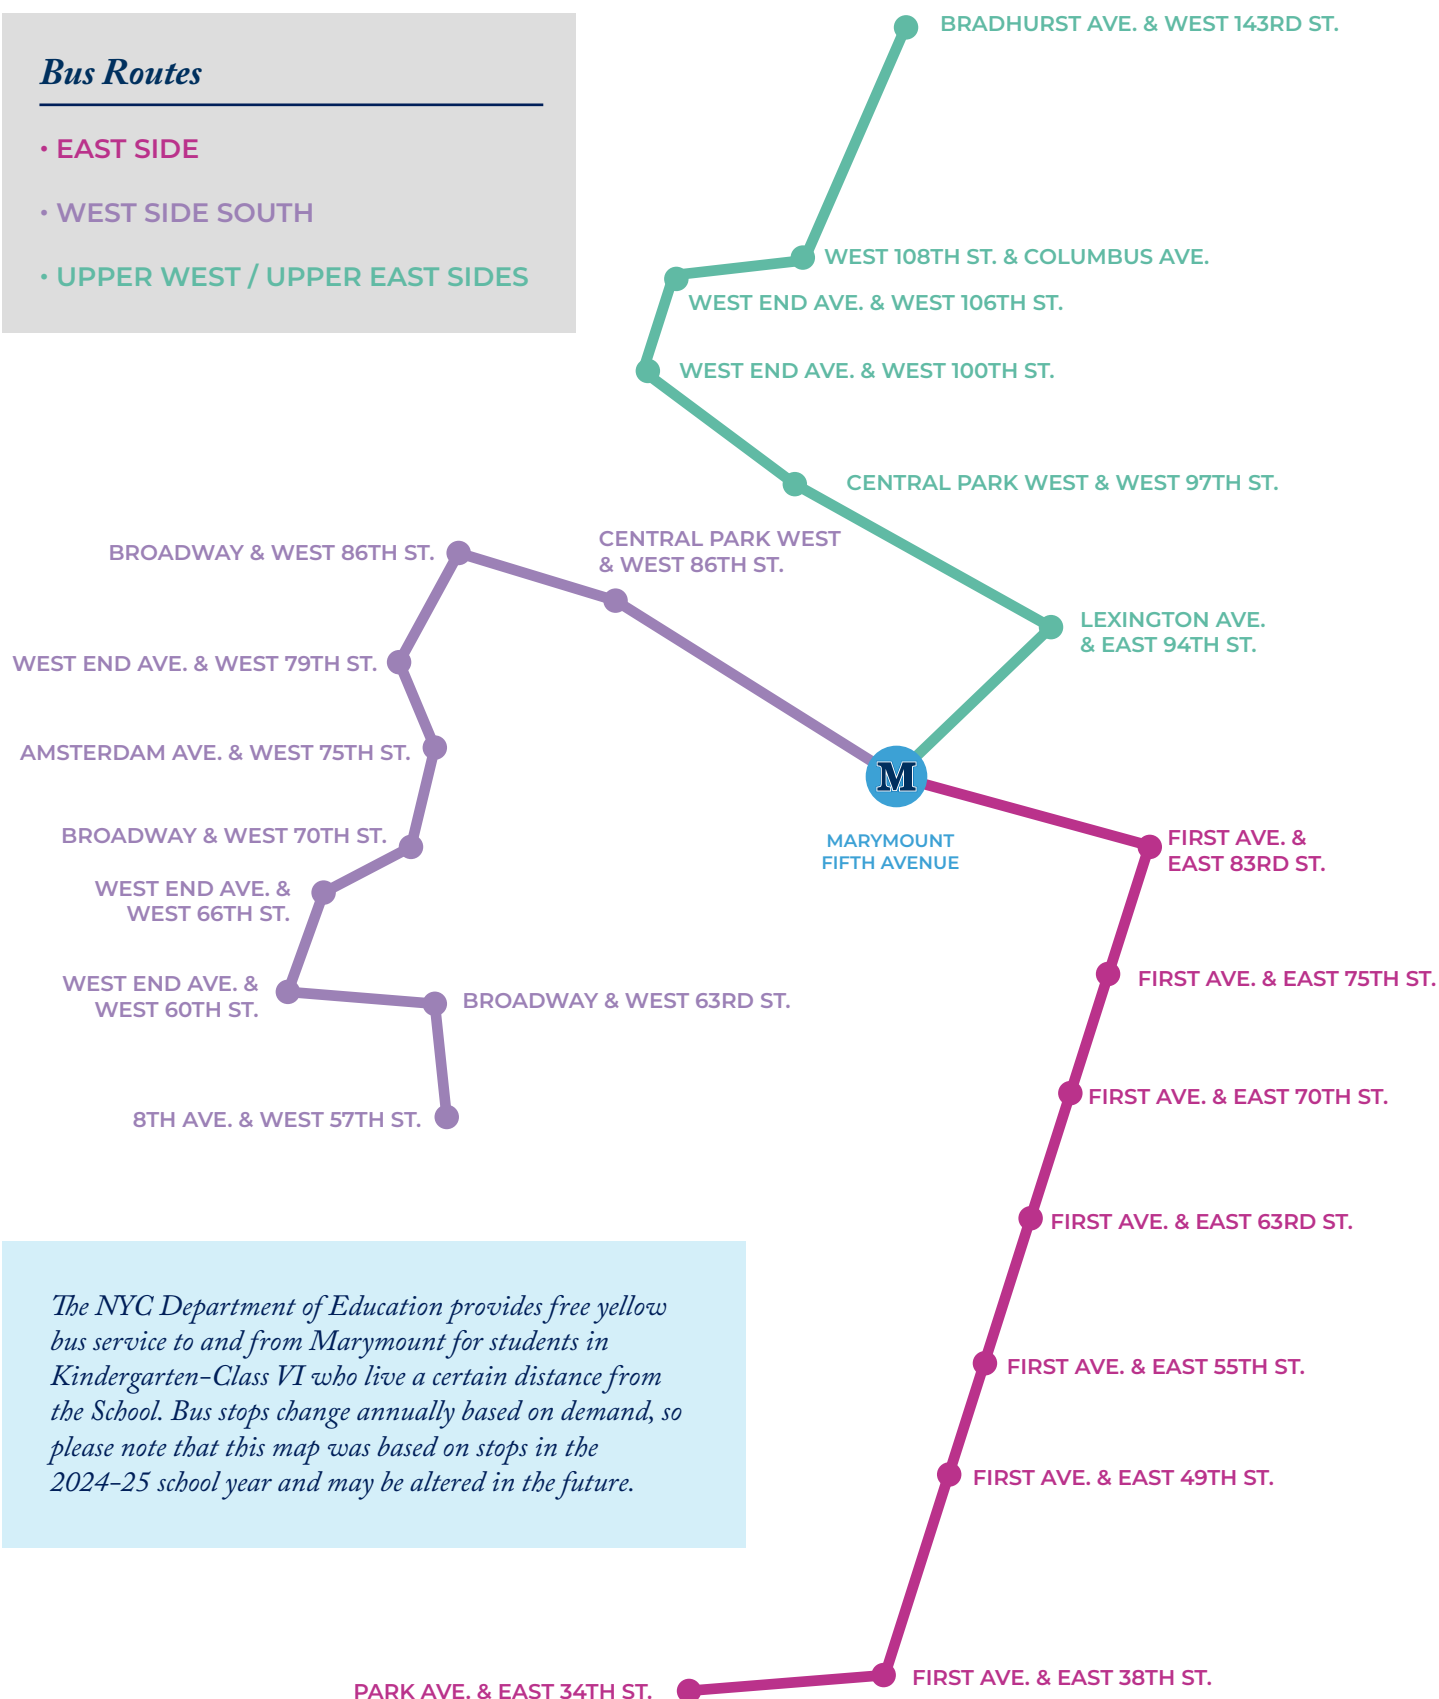 Bus Routes
• EAST SIDE
• WEST SIDE SOUTH
• UPPER WEST / UPPER EAST SIDES
BRADHURST AVE. & WEST 143RD ST.
WEST 108TH ST. & COLUMBUS AVE.
WEST END AVE. & WEST 106TH ST.
WEST END AVE. & WEST 100TH ST.
CENTRAL PARK WEST & WEST 97TH ST.
LEXINGTON AVE.
& EAST 94TH ST.
CENTRAL PARK WEST
& WEST 86TH ST.
BROADWAY & WEST 86TH ST.
WEST END AVE. & WEST 79TH ST.
AMSTERDAM AVE. & WEST 75TH ST.
BROADWAY & WEST 70TH ST.
WEST END AVE. &
WEST 66TH ST.
WEST END AVE. &
WEST 60TH ST.
BROADWAY & WEST 63RD ST.
8TH AVE. & WEST 57TH ST.
M
MARYMOUNT
FIFTH AVENUE
FIRST AVE. &
EAST 83RD ST.
FIRST AVE. & EAST 75TH ST.
FIRST AVE. & EAST 70TH ST.
FIRST AVE. & EAST 63RD ST.
FIRST AVE. & EAST 55TH ST.
FIRST AVE. & EAST 49TH ST.
FIRST AVE. & EAST 38TH ST.
PARK AVE. & EAST 34TH ST.
The NYC Department of Education provides free yellow
bus service to and from Marymount for students in
Kindergarten–Class VI who live a certain distance from
the School. Bus stops change annually based on demand, so
please note that this map was based on stops in the
2024–25 school year and may be altered in the future.